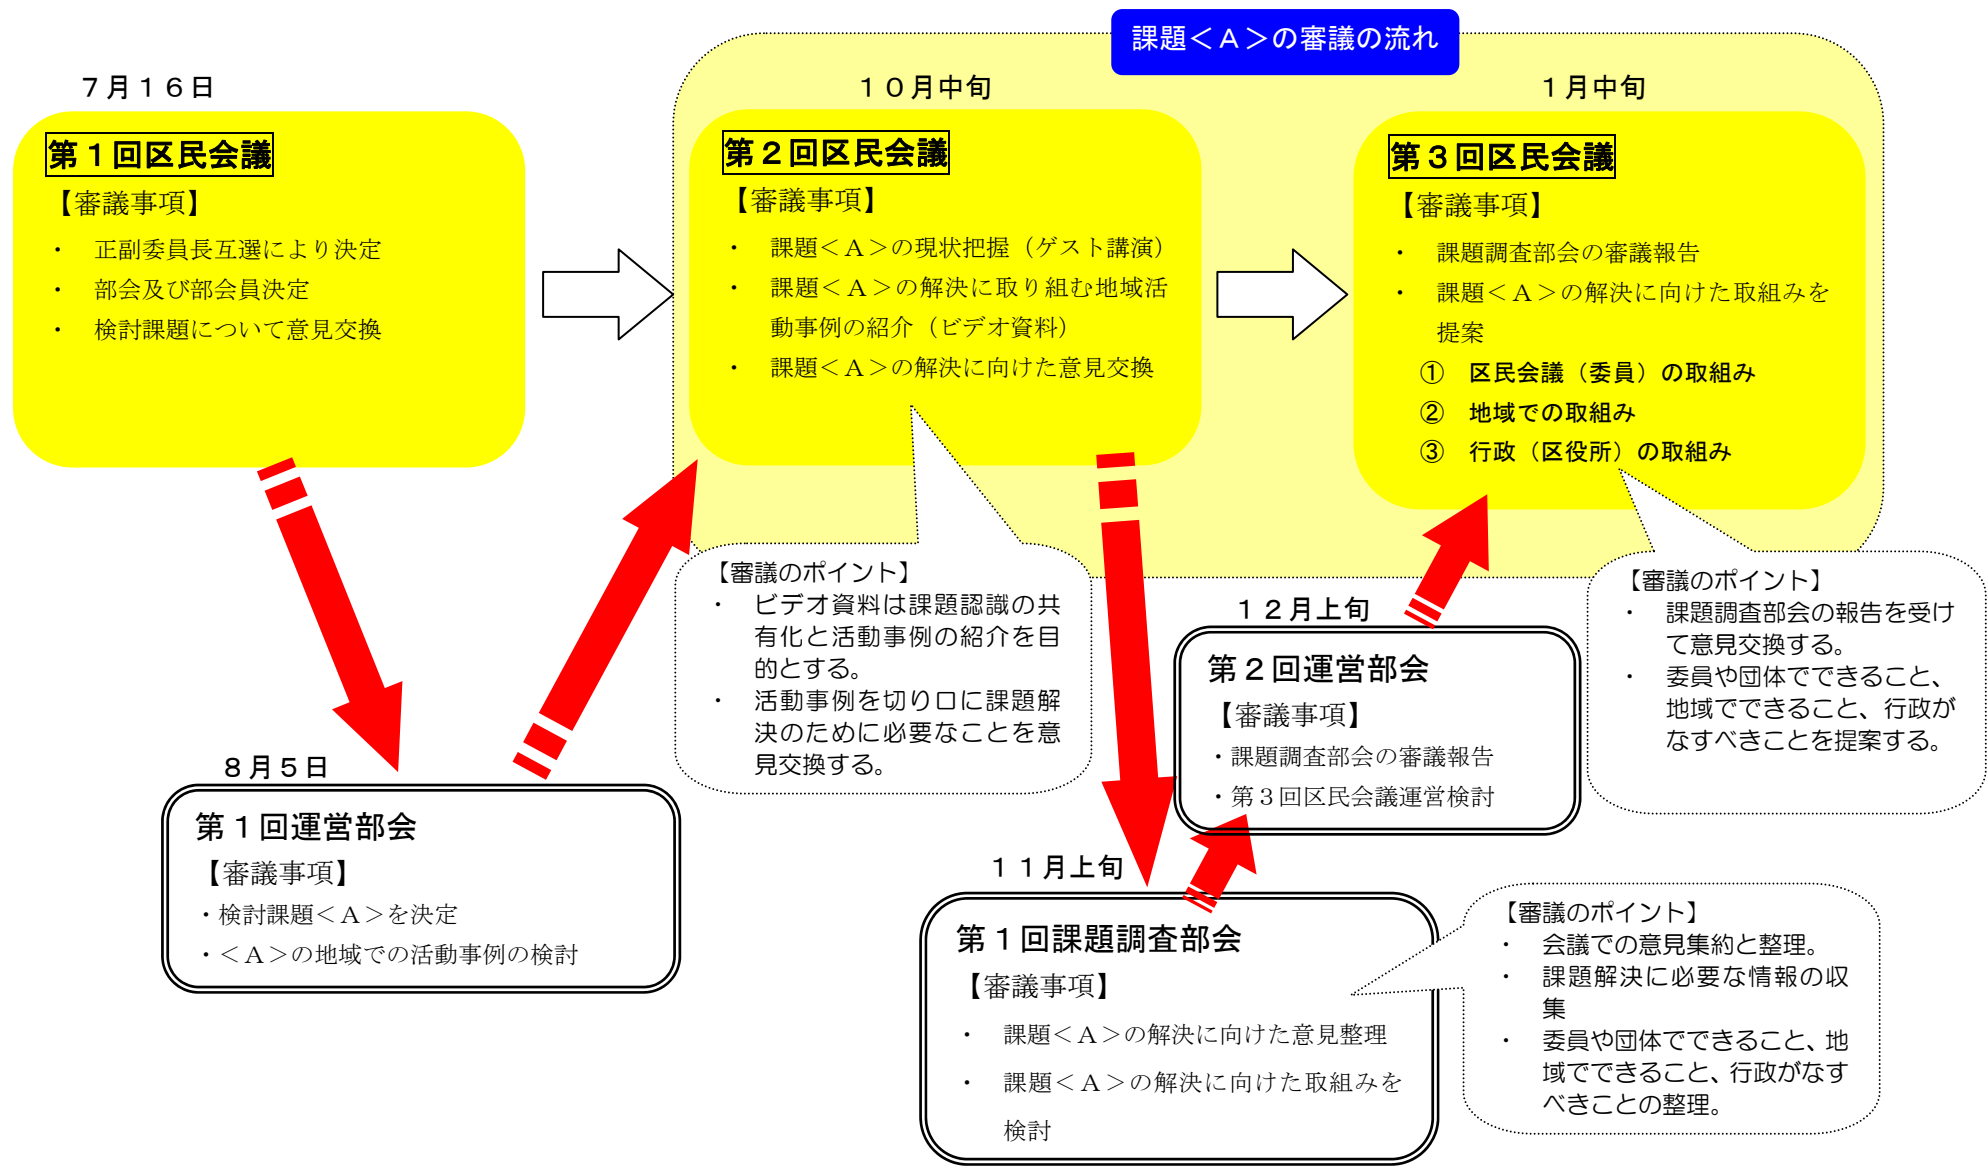 課題＜Ａ＞の審議の流れ
７月１６日
第１回区民会議
【審議事項】
・　正副委員長互選により決定
・　部会及び部会員決定
・　検討課題について意見交換
１０月中旬
第２回区民会議
【審議事項】
・　課題＜Ａ＞の現状把握（ゲスト講演）
・　課題＜Ａ＞の解決に取り組む地域活
動事例の紹介（ビデオ資料）
・　課題＜Ａ＞の解決に向けた意見交換
１月中旬
第３回区民会議
【審議事項】
・　課題調査部会の審議報告
・　課題＜Ａ＞の解決に向けた取組みを
提案
①　区民会議（委員）の取組み
②　地域での取組み
③　行政（区役所）の取組み
【審議のポイント】
・　ビデオ資料は課題認識の共
有化と活動事例の紹介を目
的とする。
・　活動事例を切り口に課題解
決のために必要なことを意
見交換する。
【審議のポイント】
・　課題調査部会の報告を受け
て意見交換する。
・　委員や団体でできること、
地域でできること、行政が
なすべきことを提案する。
８月５日
第１回運営部会
【審議事項】
・検討課題＜Ａ＞を決定
・＜Ａ＞の地域での活動事例の検討
１２月上旬
第２回運営部会
【審議事項】
・課題調査部会の審議報告
・第３回区民会議運営検討
１１月上旬
第１回課題調査部会
【審議事項】
・　課題＜Ａ＞の解決に向けた意見整理
・　課題＜Ａ＞の解決に向けた取組みを
検討
【審議のポイント】
・　会議での意見集約と整理。
・　課題解決に必要な情報の収
集
・　委員や団体でできること、地
域でできること、行政がなす
べきことの整理。